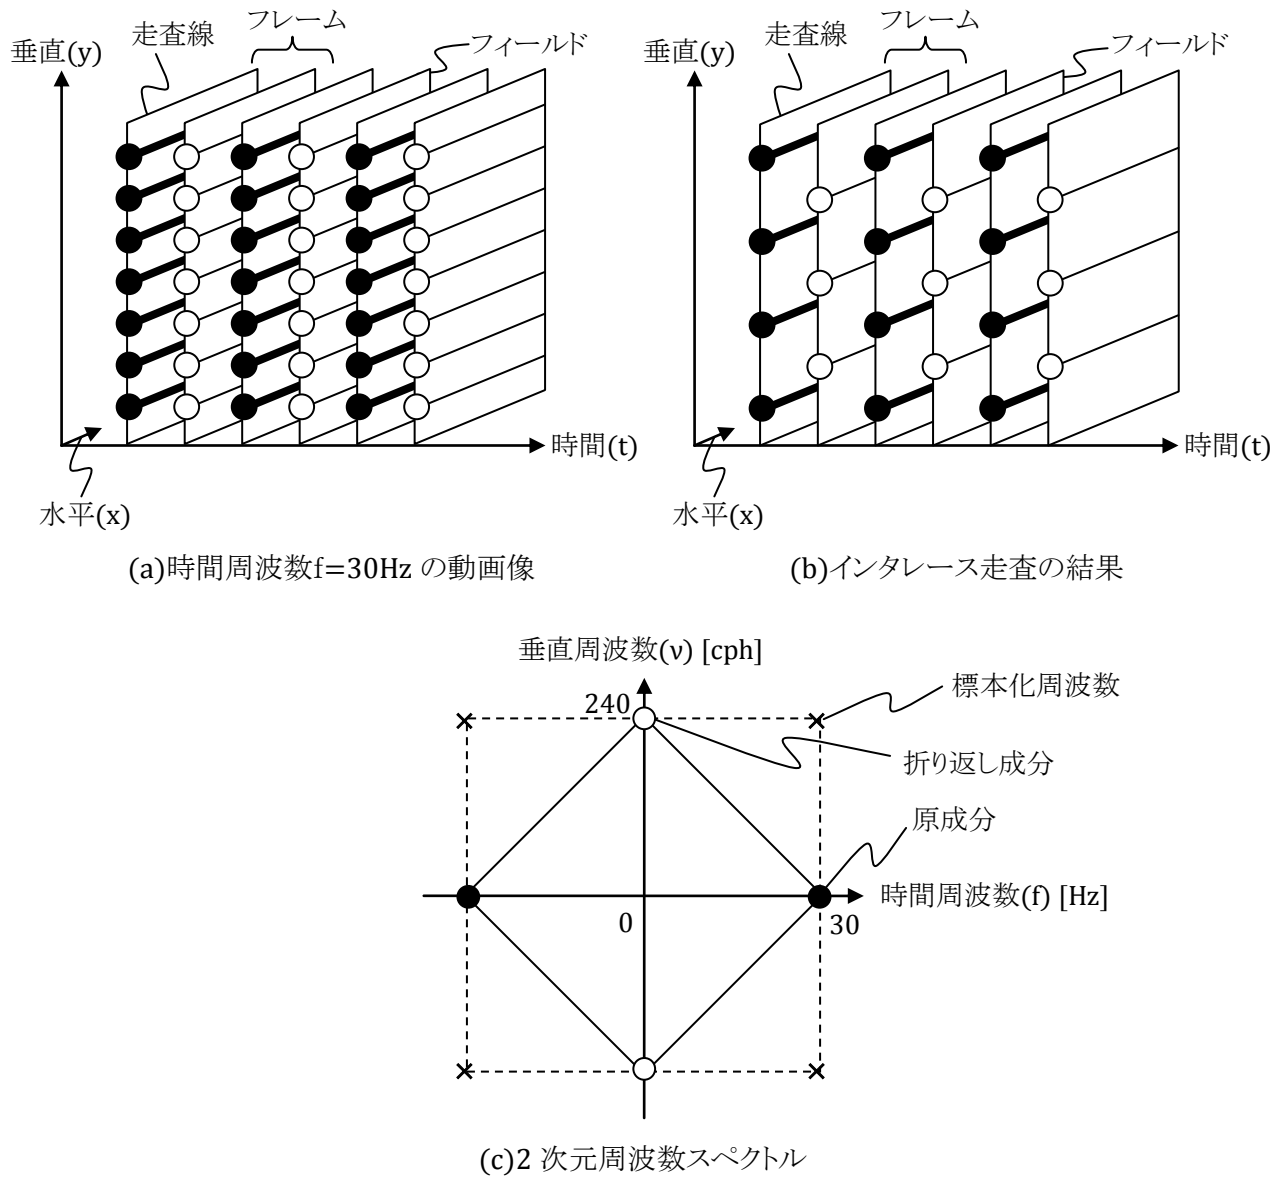 フレーム
走査線
フィールド
垂直(y)
時間(t)
水平(x)
(a)時間周波数f=30Hz の動画像
フレーム
走査線
フィールド
垂直(y)
時間(t)
水平(x)
(b)インタレース走査の結果
垂直周波数(ν) [cph]
240
標本化周波数
折り返し成分
原成分
時間周波数(f) [Hz]
0
30
(c)2 次元周波数スペクトル